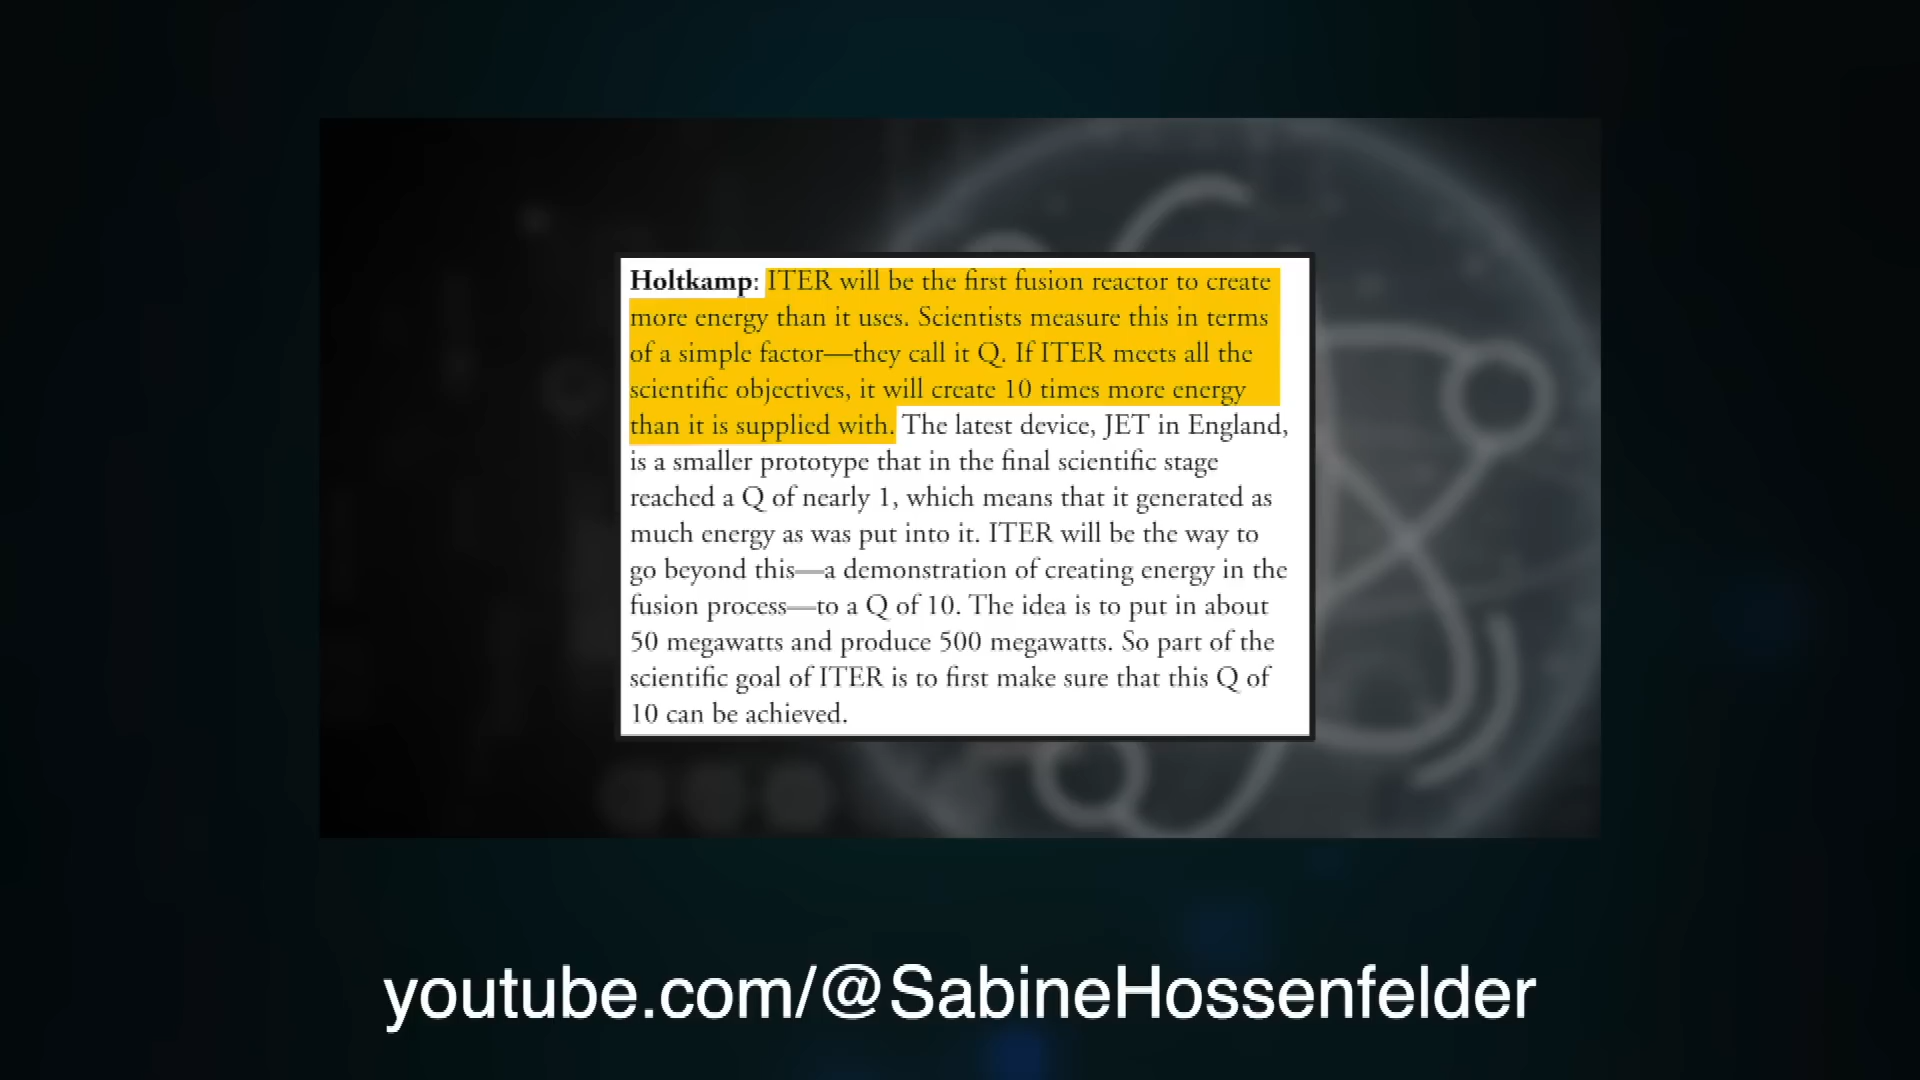 Holtkamp: ITER will be the first fusion reactor to create
more energy than it uses. Scientists measure this in terms
of a simple factor—they call it Q. If ITER meets all the
scientific objectives, it will create 10 times more energy
than it is supplied with. The latest device, JET in England,
is a smaller prototype that in the final scientific stage
reached a Q of nearly 1, which means that it generated as
much energy as was put into it. ITER will be the way to
go beyond this—a demonstration of creating energy in the
fusion process—to a Q of 10. The idea is to put in about
50 megawatts and produce 500 megawatts. So part of the
scientific goal of ITER is to first make sure that this Q of
10 can be achieved.
youtube.com/@SabineHossenfelder